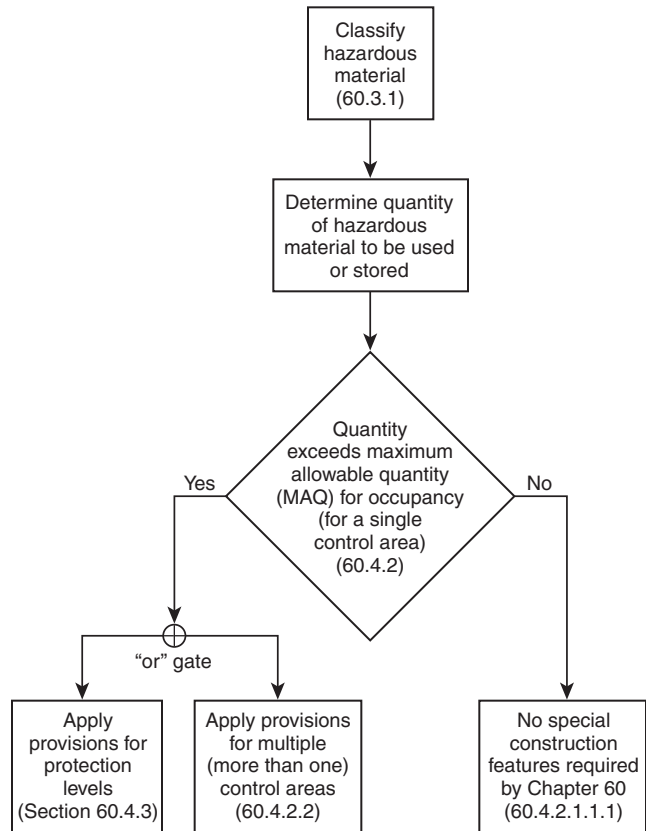 Classify
hazardous
material
(60.3.1)
Determine quantity
of hazardous
material to be used
or stored
Quantity
exceeds maximum
allowable quantity
(MAQ) for occupancy
(for a single
control area)
(60.4.2)
Yes
No
“or” gate
Apply
provisions for
protection
levels
(Section 60.4.3)
Apply provisions
for multiple
(more than one)
control areas
(60.4.2.2)
No special
construction
features required
by Chapter 60
(60.4.2.1.1.1)